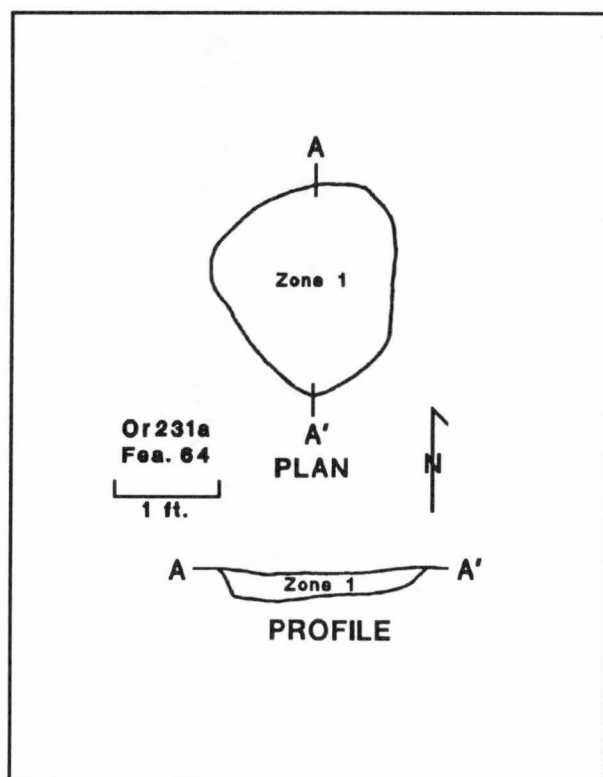 A
Zone 1
A'
PLAN
Or231a
Fea. 64
1 ft.
N
A Zone 1 A'
PROFILE